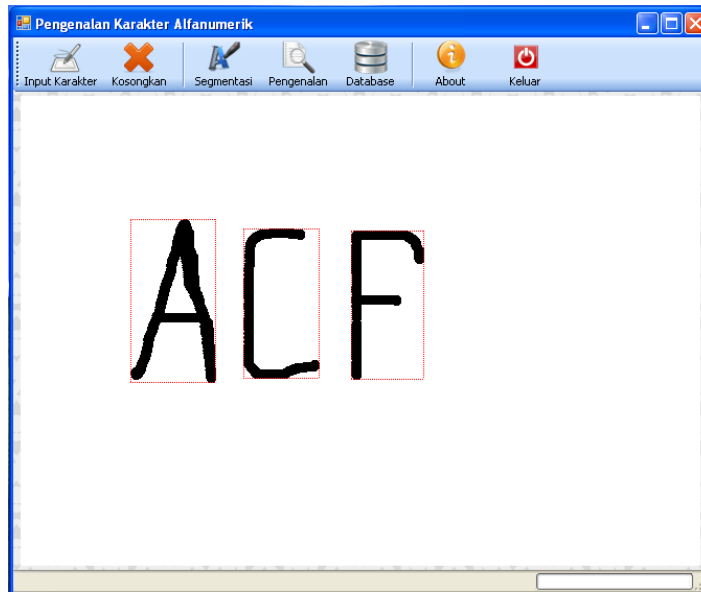 Pengenalan Karakter Alfanumerik
Input Karakter Kosongkan Segmentasi Pengenalan Database About Keluar
ACF